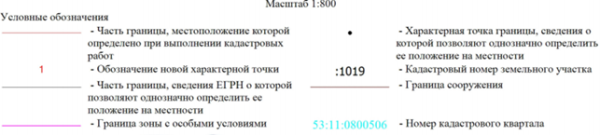 Масштаб 1:800
Условные обозначения
- Часть границы, местоположение которой
определено при выполнении кадастровых
работ
- Характерная точка границы, сведения о
которой позволяют однозначно определить
ее положение на местности
1 - Обозначение новой характерной точки
:1019 - Кадастровый номер земельного участка
- Часть границы, сведения ЕГРН о которой
позволяют однозначно определить ее
положение на местности
- Граница сооружения
- Граница зоны с особыми условиями
53:11:0800506 - Номер кадастрового квартала